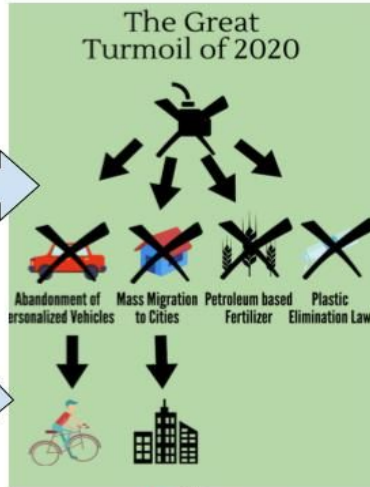 The Great
Turmoil of 2020
Abandonment of
ersonalized Vehicles
Mass Migration
to Cities
Petroleum based
Fertilizer
Plastic
Elimination Law